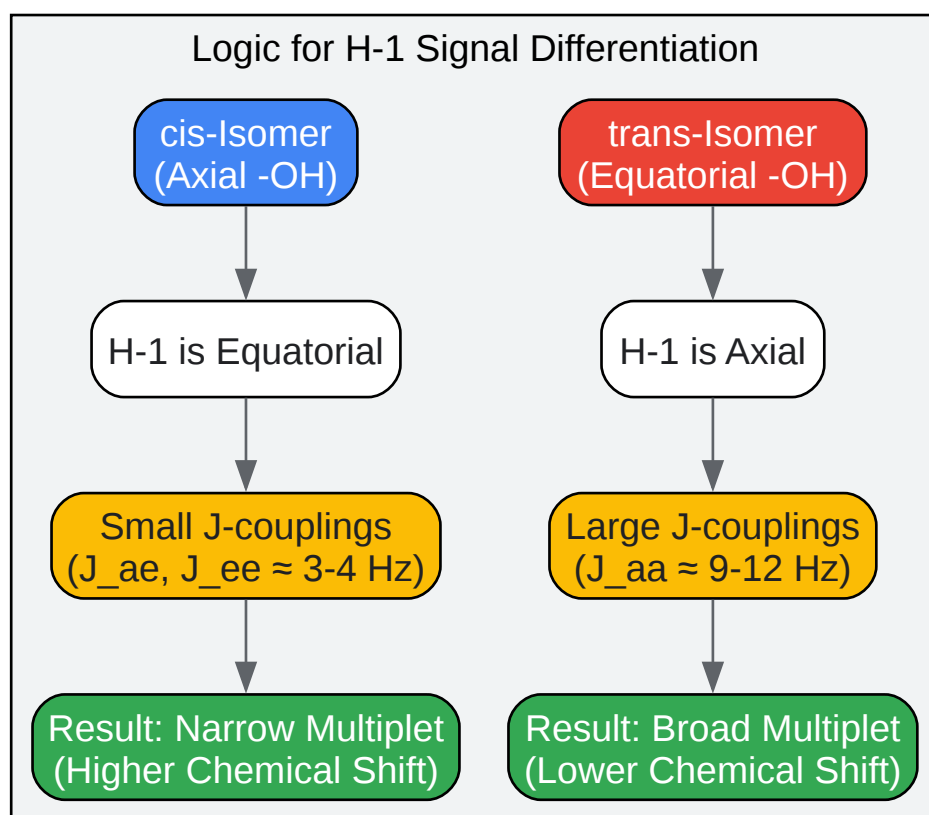 Logic for H-1 Signal Differentiation
cis-Isomer
(Axial -OH)
trans-Isomer
(Equatorial -OH)
H-1 is Equatorial
H-1 is Axial
Small J-couplings
(J_ae, J_ee ≈ 3-4 Hz)
Large J-couplings
(J_aa ≈ 9-12 Hz)
Result: Narrow Multiplet
(Higher Chemical Shift)
Result: Broad Multiplet
(Lower Chemical Shift)